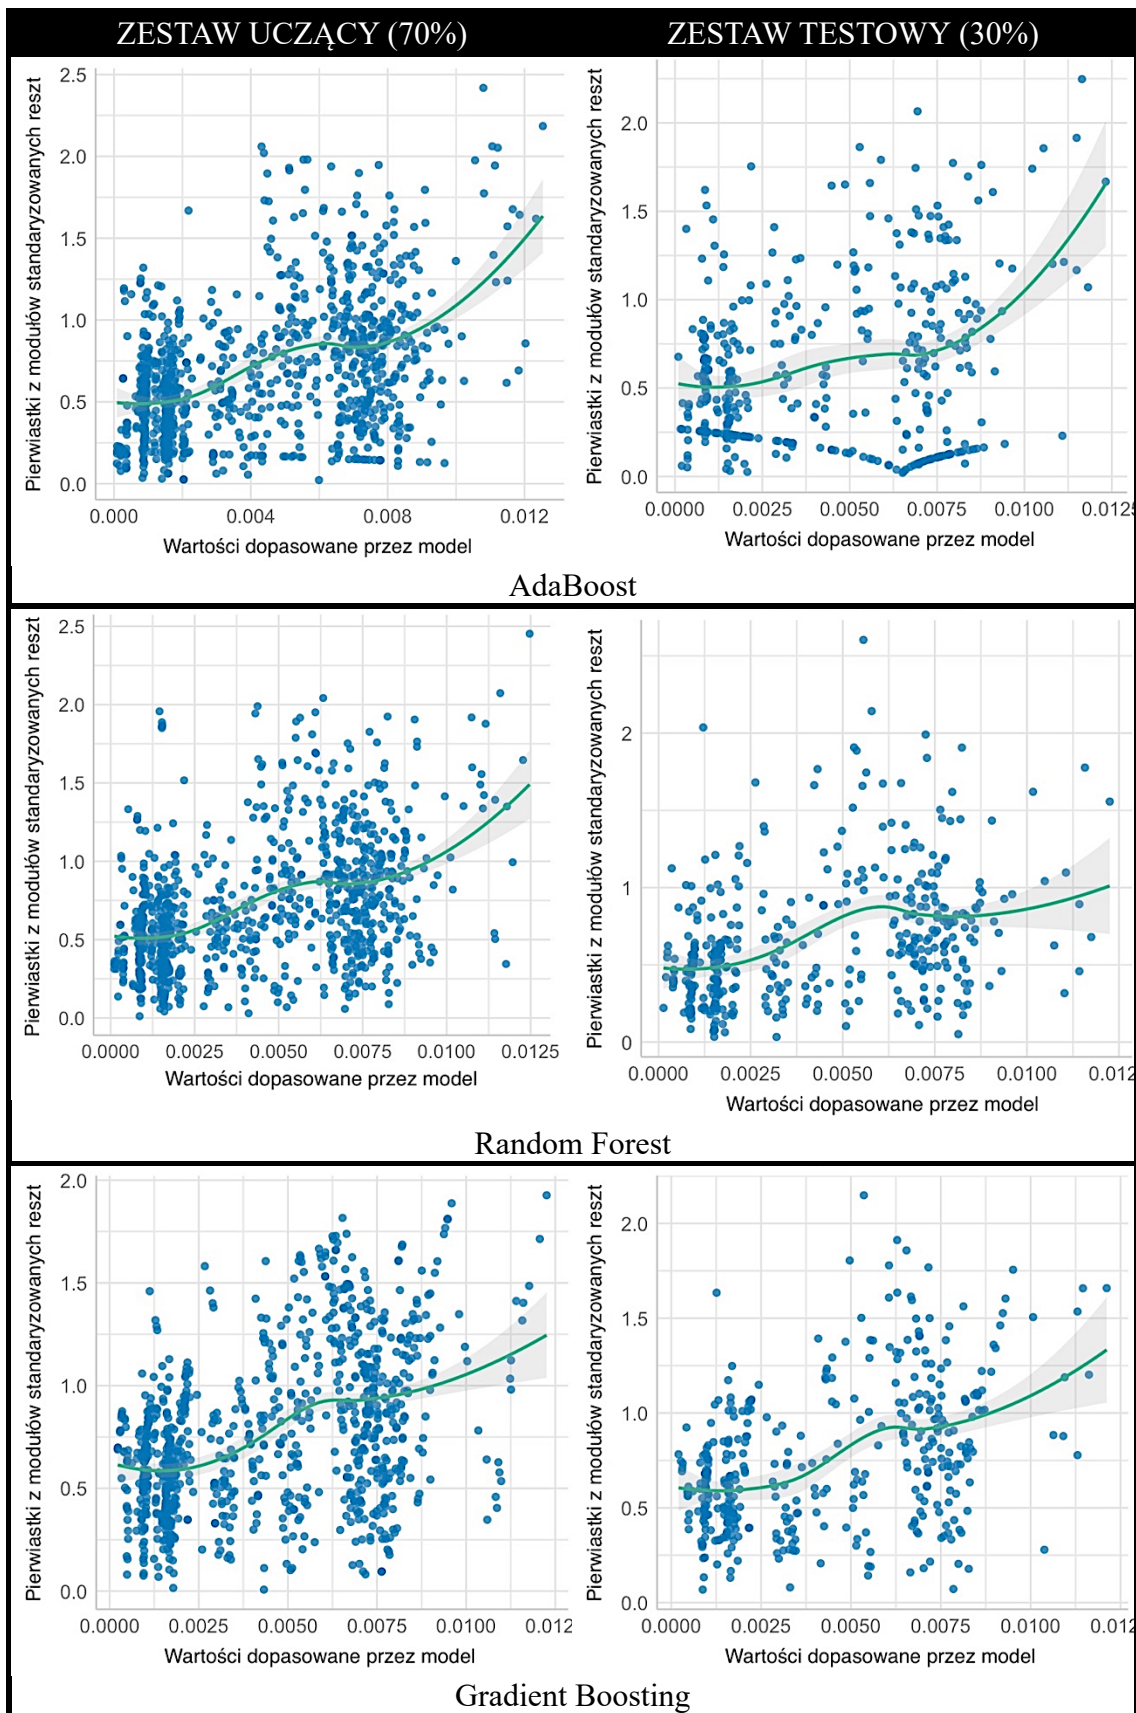 ZESTAW UCZĄCY (70%)
ZESTAW TESTOWY (30%)
Pierwiastki z modułów standaryzowanych reszt
2.5
2.0
1.5
1.0
0.5
0.0
0.000 0.004 0.008 0.012
Wartości dopasowane przez model
Pierwiastki z modułów standaryzowanych reszt
2.0
1.5
1.0
0.5
0.0
0.0000 0.0025 0.0050 0.0075 0.0100 0.0125
Wartości dopasowane przez model
AdaBoost
Pierwiastki z modułów standaryzowanych reszt
2.5
2.0
1.5
1.0
0.5
0.0
0.0000 0.0025 0.0050 0.0075 0.0100 0.0125
Wartości dopasowane przez model
Pierwiastki z modułów standaryzowanych reszt
2
1
0
0.0000 0.0025 0.0050 0.0075 0.0100 0.012
Wartości dopasowane przez model
Random Forest
Pierwiastki z modułów standaryzowanych reszt
2.0
1.5
1.0
0.5
0.0
0.0000 0.0025 0.0050 0.0075 0.0100 0.012
Wartości dopasowane przez model
Pierwiastki z modułów standaryzowanych reszt
2.0
1.5
1.0
0.5
0.0
0.0000 0.0025 0.0050 0.0075 0.0100 0.012
Wartości dopasowane przez model
Gradient Boosting